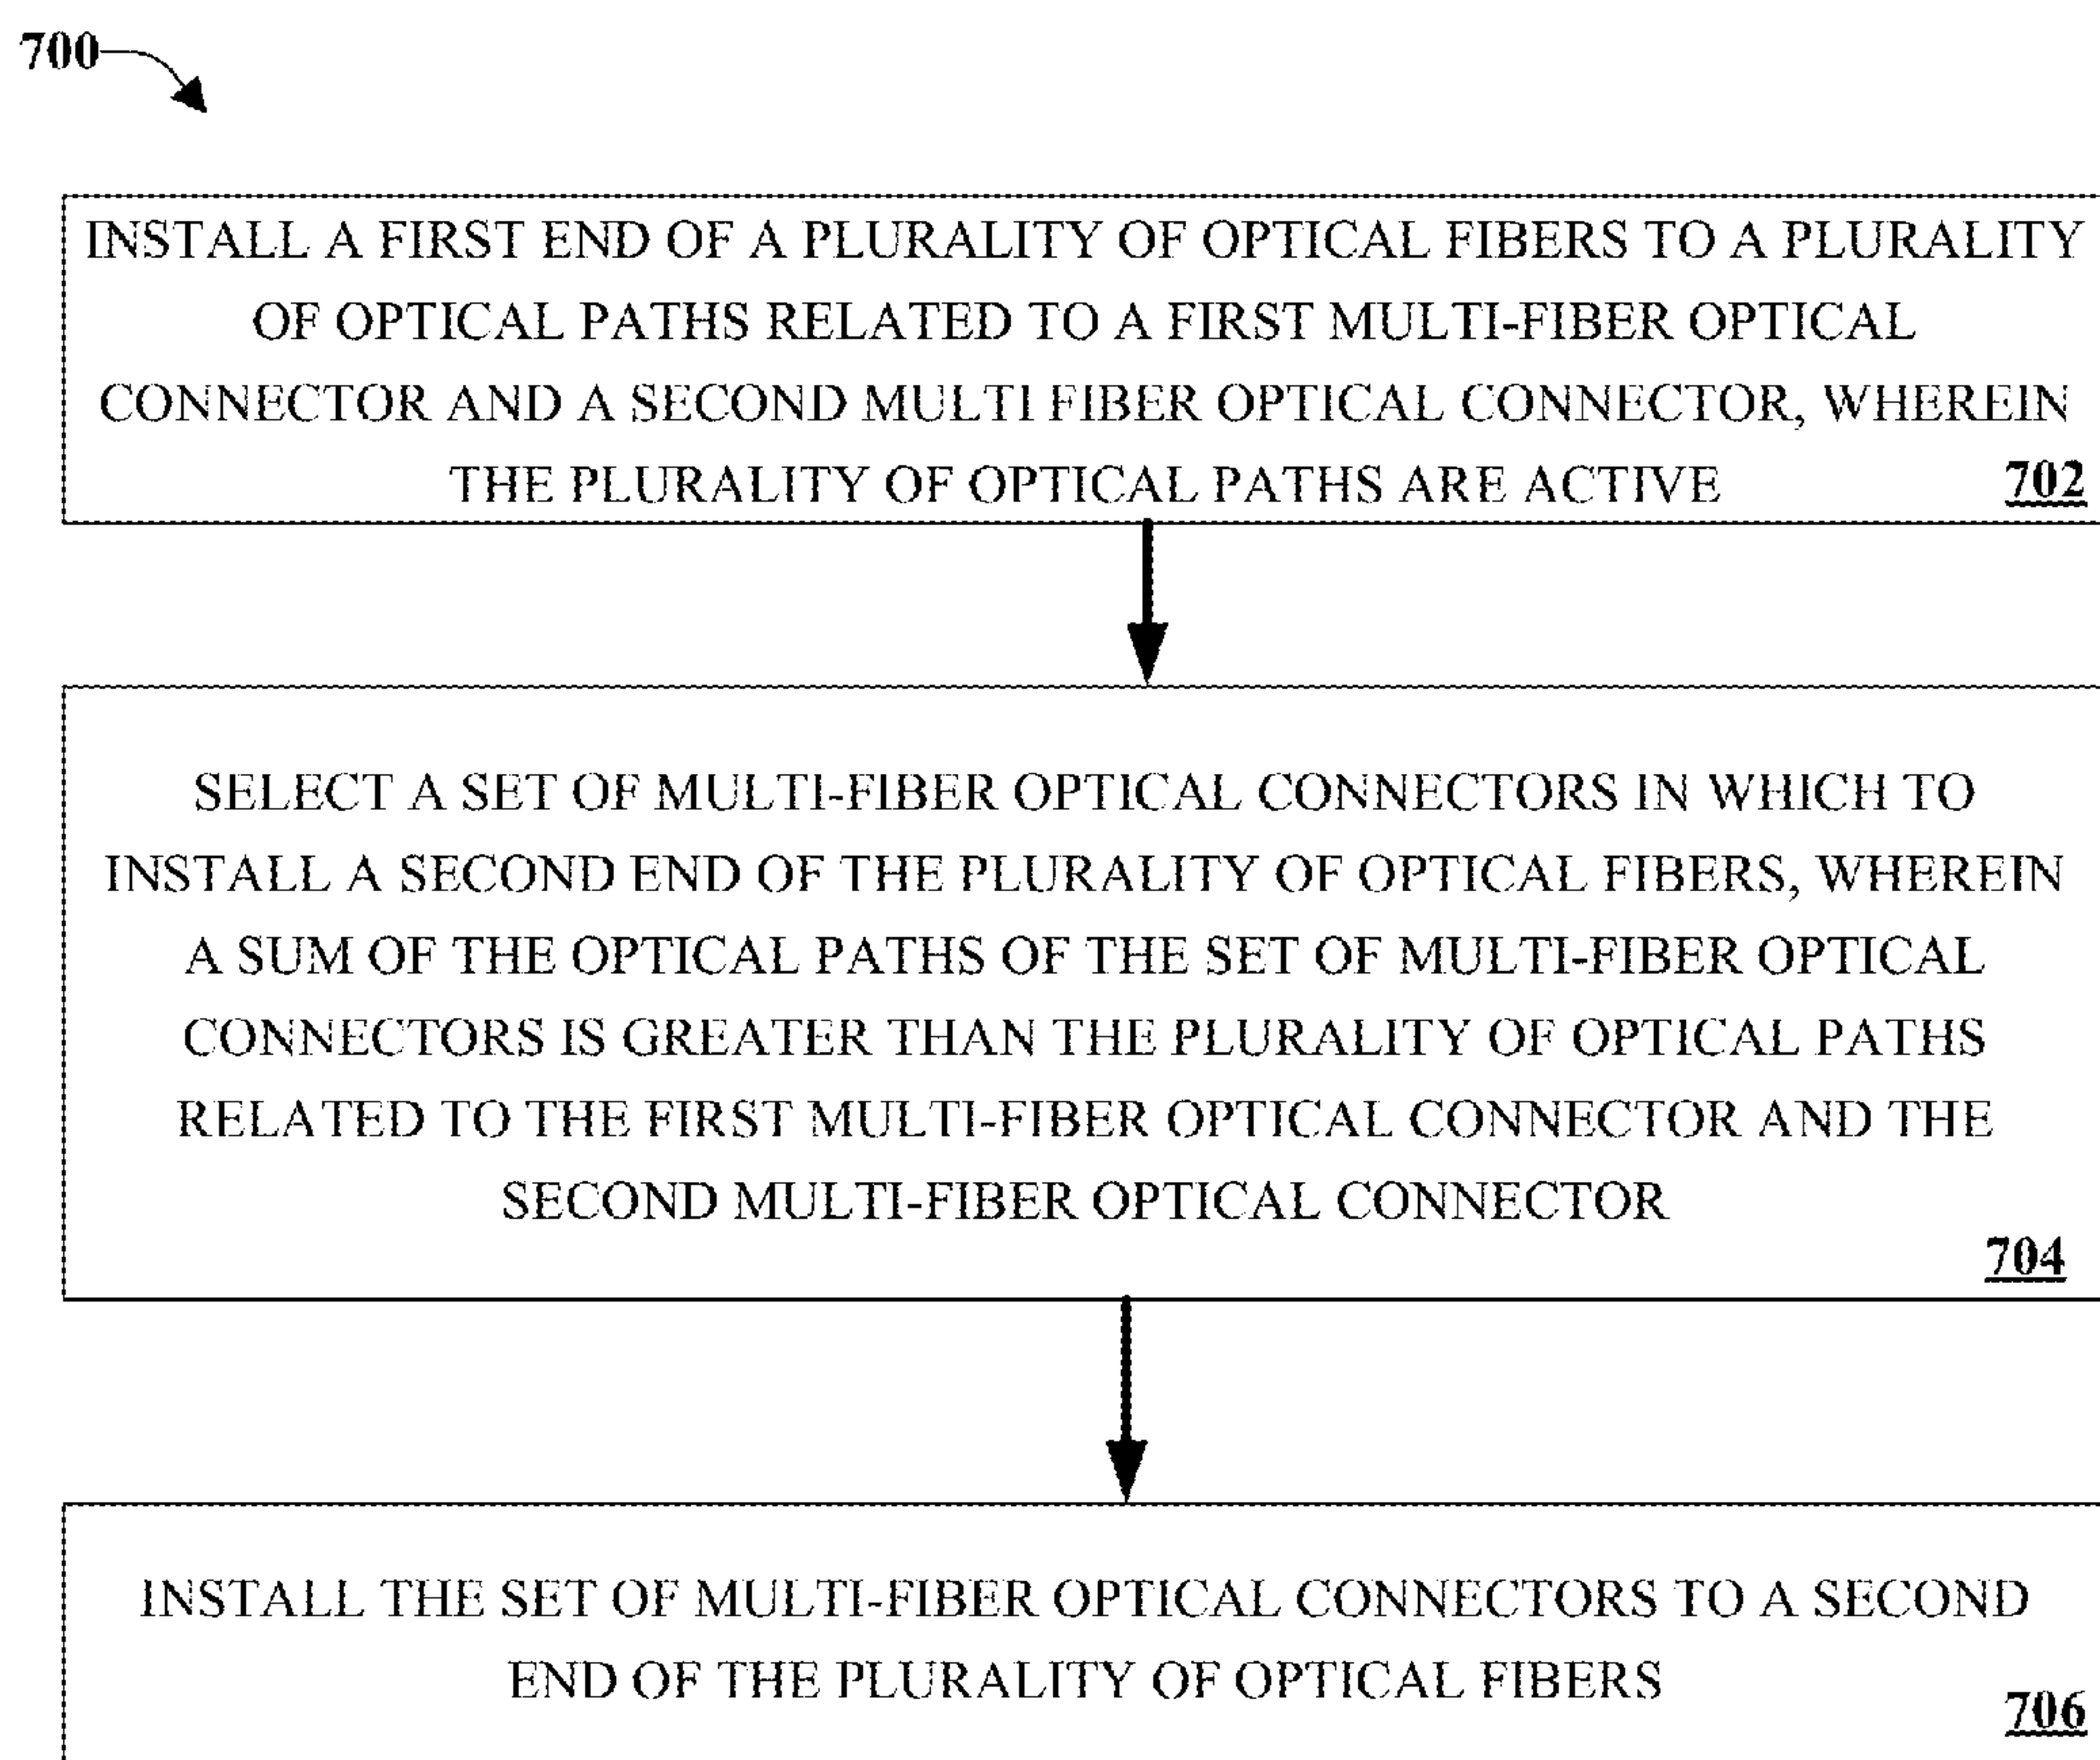 700
INSTALL A FIRST END OF A PLURALITY OF OPTICAL FIBERS TO A PLURALITY
OF OPTICAL PATHS RELATED TO A FIRST MULTI-FIBER OPTICAL
CONNECTOR AND A SECOND MULTI FIBER OPTICAL CONNECTOR, WHEREIN
THE PLURALITY OF OPTICAL PATHS ARE ACTIVE
702
SELECT A SET OF MULTI-FIBER OPTICAL CONNECTORS IN WHICH TO
INSTALL A SECOND END OF THE PLURALITY OF OPTICAL FIBERS, WHEREIN
A SUM OF THE OPTICAL PATHS OF THE SET OF MULTI-FIBER OPTICAL
CONNECTORS IS GREATER THAN THE PLURALITY OF OPTICAL PATHS
RELATED TO THE FIRST MULTI-FIBER OPTICAL CONNECTOR AND THE
SECOND MULTI-FIBER OPTICAL CONNECTOR
704
INSTALL THE SET OF MULTI-FIBER OPTICAL CONNECTORS TO A SECOND
END OF THE PLURALITY OF OPTICAL FIBERS
706